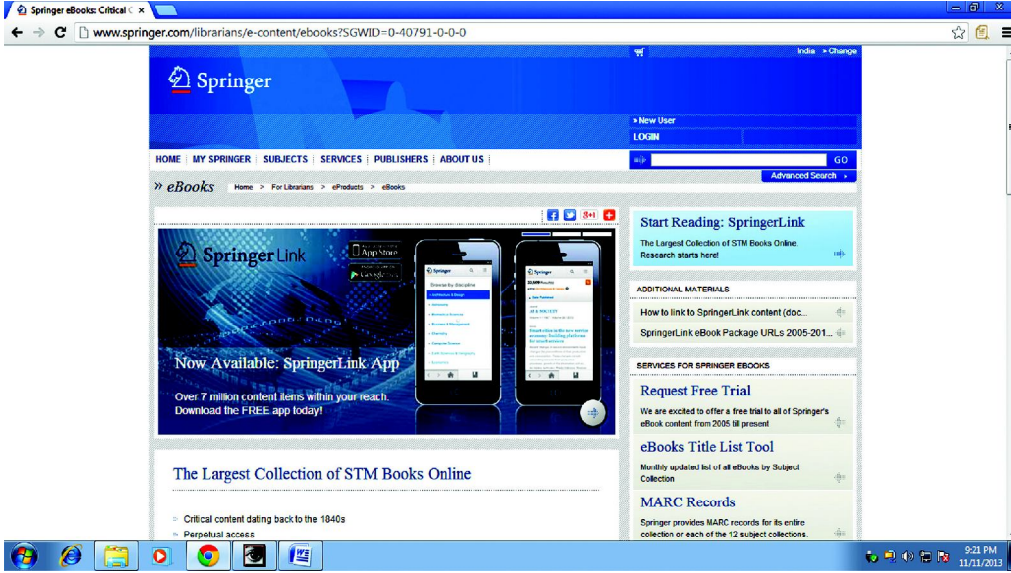 Springer eBooks: Critical C
www.springer.com/librarians/e-content/ebooks?SGWID=0-40791-0-0-0
India » Change
Springer
» New User
LOGIN
HOME MY SPRINGER SUBJECTS SERVICES PUBLISHERS ABOUT US
GO
Advanced Search
» eBooks Home > For Librarians > eProducts > eBooks
Springer Link
App Store
Now Available: SpringerLink App
Over 7 million content items within your reach.
Download the FREE app today!
Springer
Browse by Discipline
Springer
Start Reading: SpringerLink
The Largest Collection of STM Books Online.
Research starts here!
ADDITIONAL MATERIALS
How to link to SpringerLink content (doc...
SpringerLink eBook Package URLs 2005-201...
SERVICES FOR SPRINGER EBOOKS
Request Free Trial
We are excited to offer a free trial to all of Springer's
eBook content from 2005 till present
eBooks Title List Tool
Monthly updated list of all eBooks by Subject
Collection
MARC Records
Springer provides MARC records for its entire
collection or each of the 12 subject collections.
The Largest Collection of STM Books Online
Critical content dating back to the 1840s
Perpetual access
9:21 PM
11/11/2013